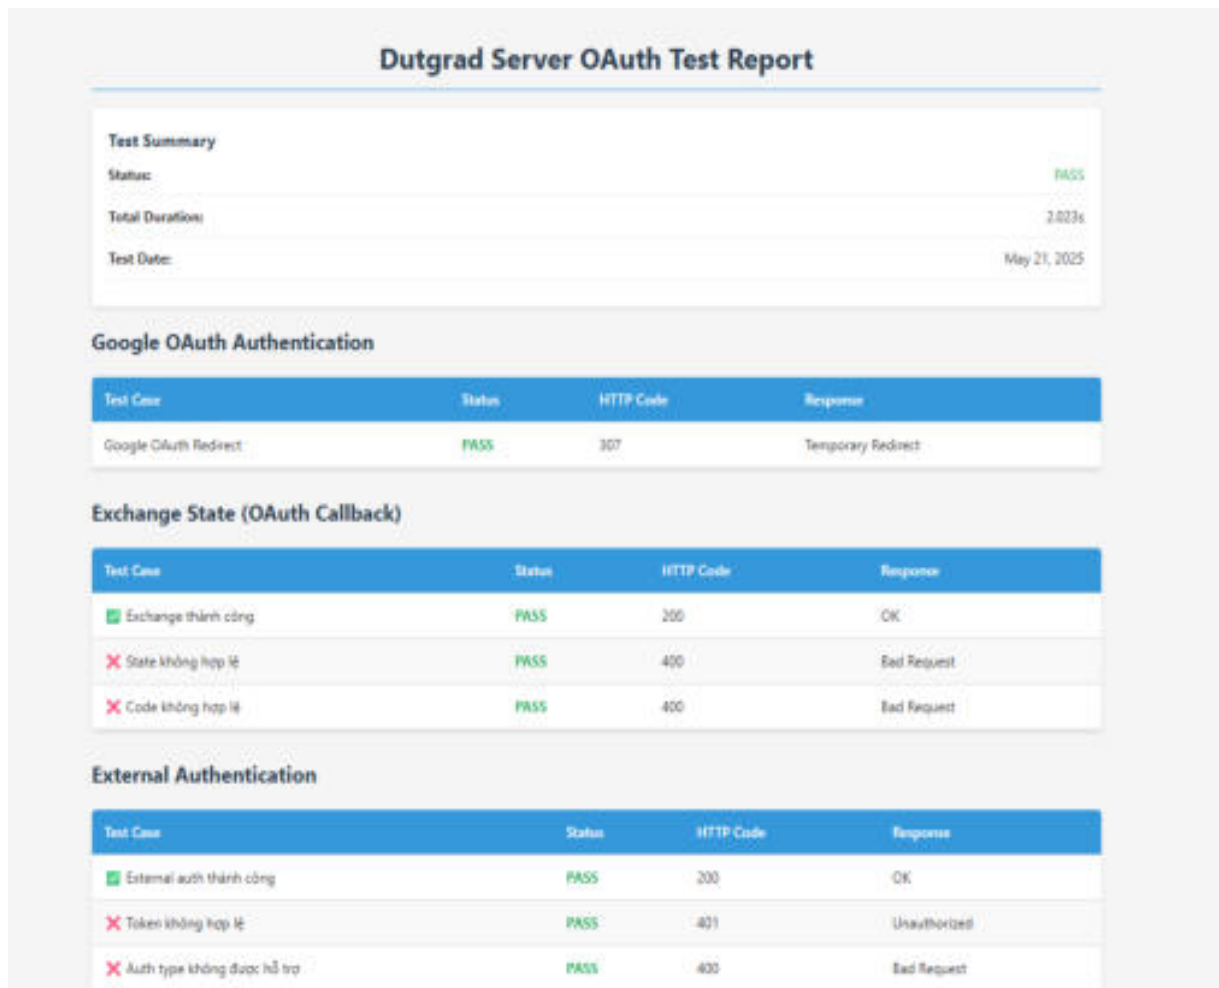 Dutgrad Server OAuth Test Report
Test Summary
Status: PASS
Total Duration: 2.023s
Test Date: May 21, 2025
Google OAuth Authentication
Test Case Status HTTP Code Response
Google OAuth Redirect PASS 307 Temporary Redirect
Exchange State (OAuth Callback)
Test Case Status HTTP Code Response
Exchange thành công PASS 200 OK
State không hợp lệ PASS 400 Bad Request
Code không hợp lệ PASS 400 Bad Request
External Authentication
Test Case Status HTTP Code Response
External auth thành công PASS 200 OK
Token không hợp lệ PASS 401 Unauthorized
Auth type không được hỗ trợ PASS 400 Bad Request